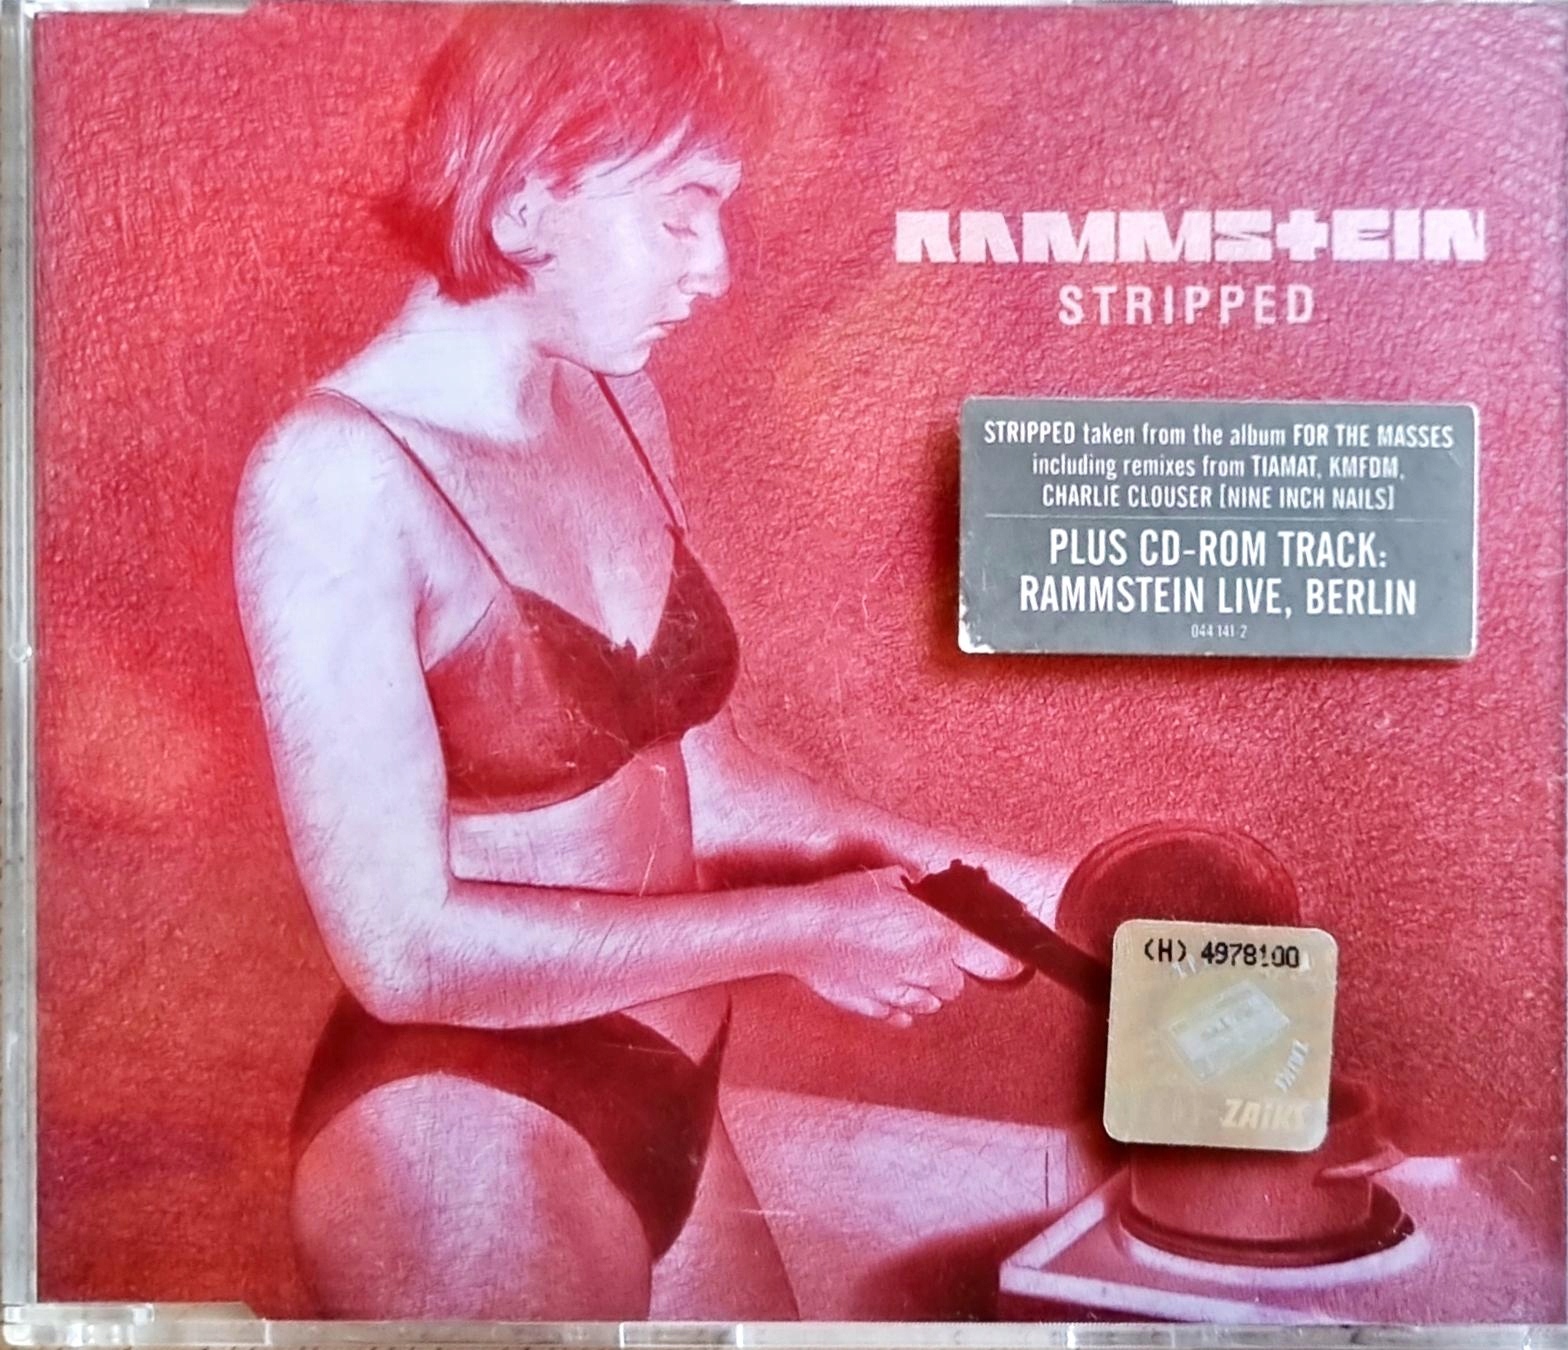 RAMMSTEIN
STRIPPED
STRIPPED taken from the album FOR THE MASSES
including remixes from TIAMAT, KMFDM,
CHARLIE CLOUSER [NINE INCH NAILS]
PLUS CD-ROM TRACK:
RAMMSTEIN LIVE, BERLIN
044 141 2
(H) 4978100
ZAiKS